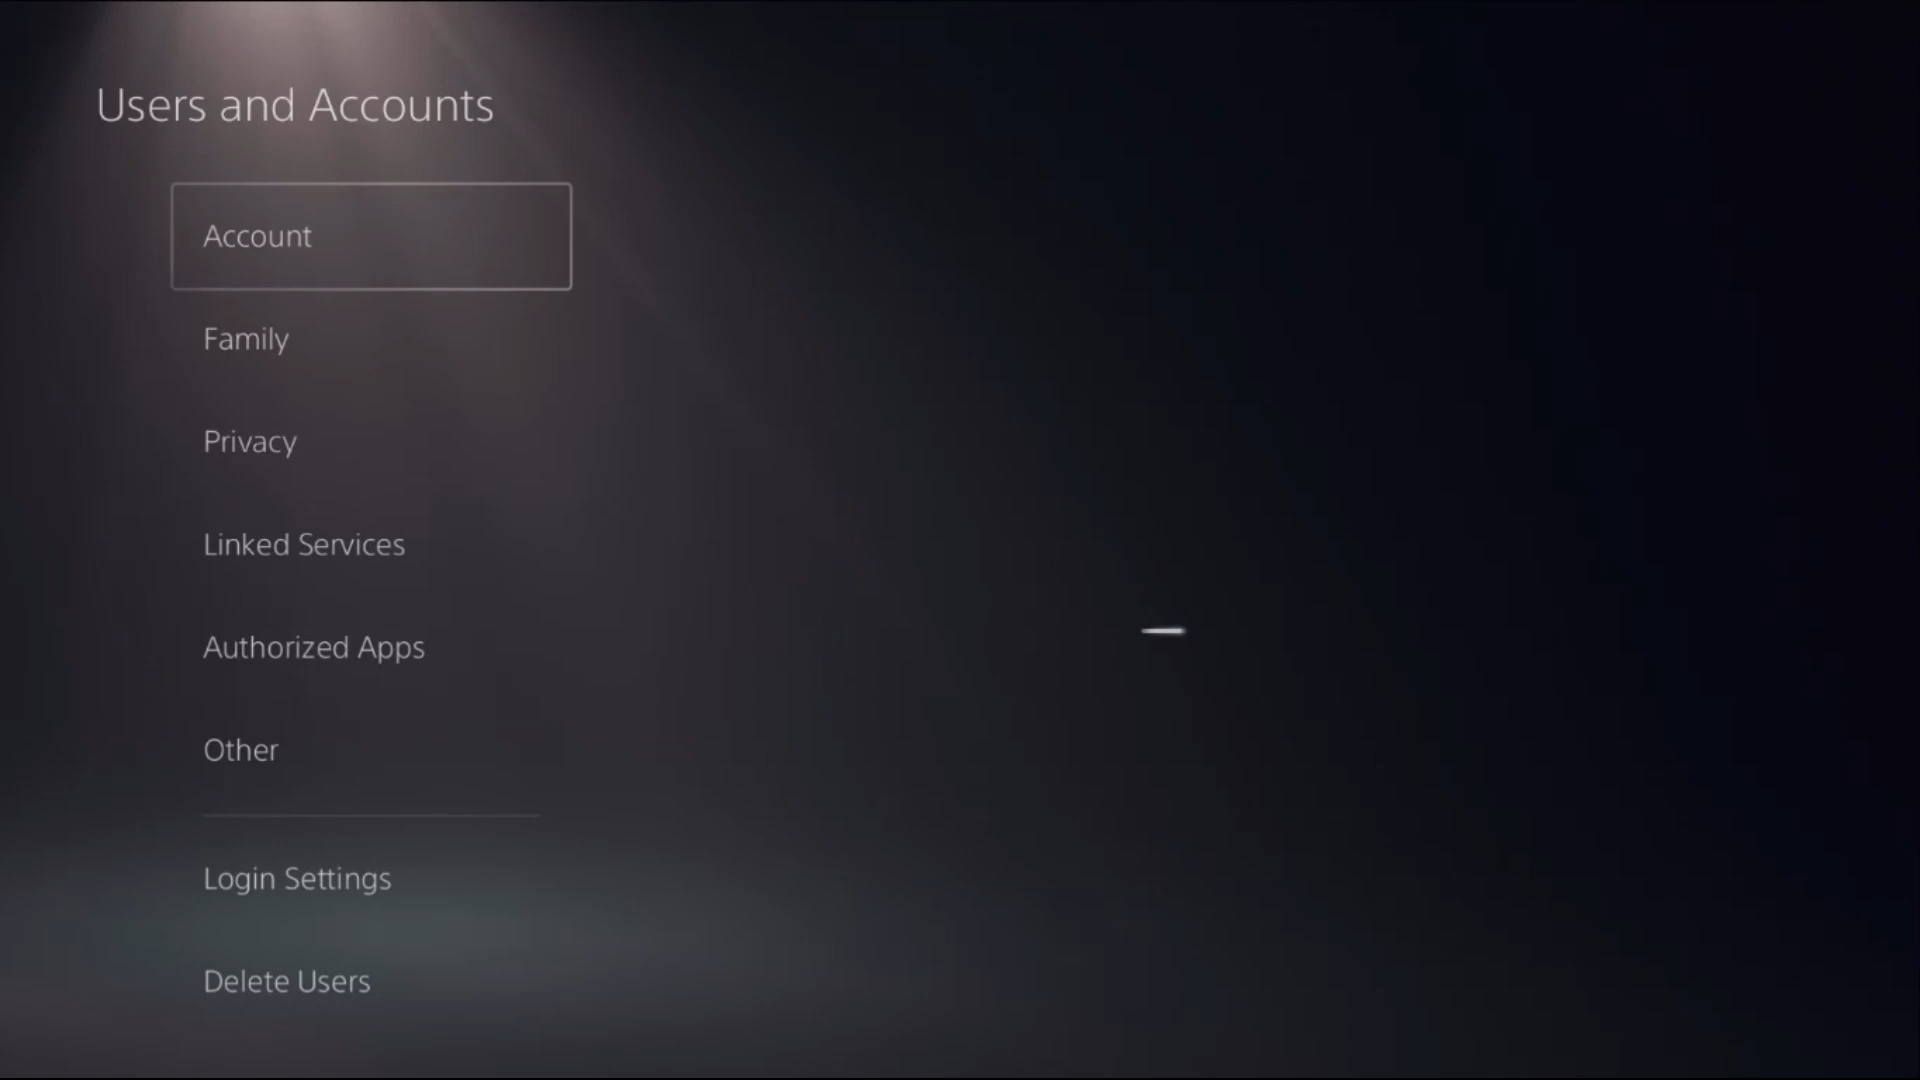 Users and Accounts
Account
Family
Privacy
Linked Services
Authorized Apps
Other
Login Settings
Delete Users